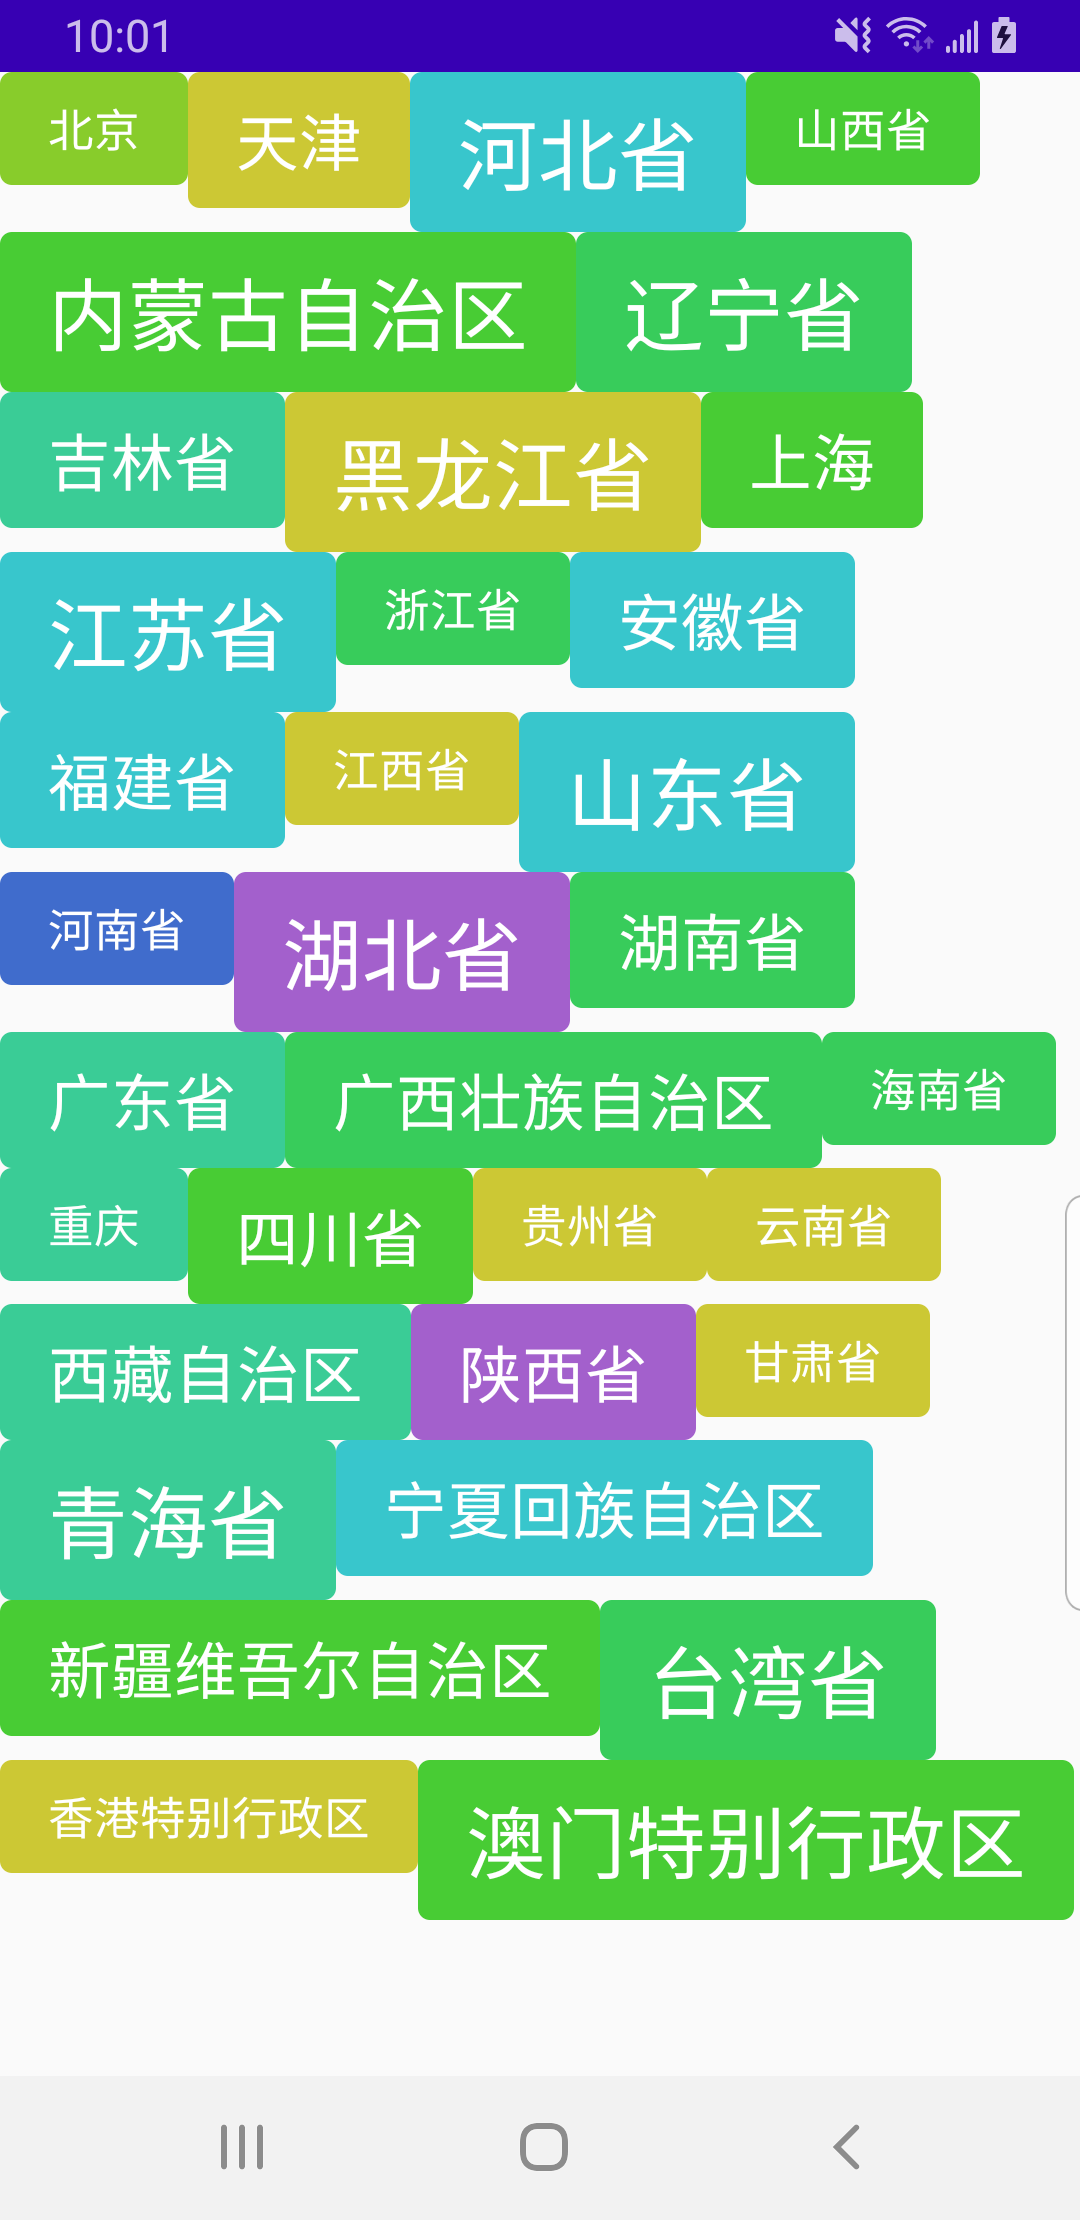 10:01
北京 天津 河北省 山西省
内蒙古自治区 辽宁省
吉林省 黑龙江省 上海
江苏省 浙江省 安徽省
福建省 江西省 山东省
河南省 湖北省 湖南省
广东省 广西壮族自治区 海南省
重庆 四川省 贵州省 云南省
西藏自治区 陕西省 甘肃省
青海省 宁夏回族自治区
新疆维吾尔自治区 台湾省
香港特别行政区 澳门特别行政区